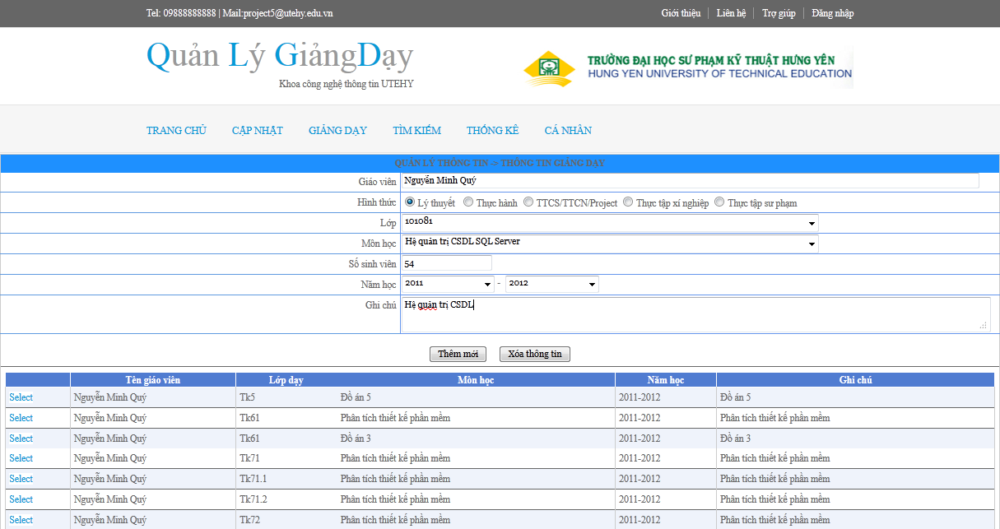 Tel: 09888888888 | Mail:project5@utehy.edu.vn
Giới thiệu | Liên hệ | Trợ giúp | Đăng nhập
Quản Lý GiảngDạy
Khoa công nghệ thông tin UTEHY
TRƯỜNG ĐẠI HỌC SƯ PHẠM KỸ THUẬT HƯNG YÊN
HUNG YEN UNIVERSITY OF TECHNICAL EDUCATION
TRANG CHỦ CẬP NHẬT GIẢNG DẠY TÌM KIẾM THỐNG KÊ CÁ NHÂN
QUẢN LÝ THÔNG TIN -> THÔNG TIN GIẢNG DẠY
Giáo viên Nguyễn Minh Quý
Hình thức Lý thuyết Thực hành TTCS/TTCN/Project Thực tập xí nghiệp Thực tập sư phạm
Lớp 101081
Môn học Hệ quản trị CSDL SQL Server
Số sinh viên 54
Năm học 2011 - 2012
Ghi chú Hệ quản trị CSDL
Thêm mới Xóa thông tin
Tên giáo viên Lớp dạy Môn học Năm học Ghi chú
Select Nguyễn Minh Quý Tk5 Đồ án 5 2011-2012 Đồ án 5
Select Nguyễn Minh Quý Tk61 Phân tích thiết kế phần mềm 2011-2012 Phân tích thiết kế phần mềm
Select Nguyễn Minh Quý Tk61 Đồ án 3 2011-2012 Đồ án 3
Select Nguyễn Minh Quý Tk71 Phân tích thiết kế phần mềm 2011-2012 Phân tích thiết kế phần mềm
Select Nguyễn Minh Quý Tk71.1 Phân tích thiết kế phần mềm 2011-2012 Phân tích thiết kế phần mềm
Select Nguyễn Minh Quý Tk71.2 Phân tích thiết kế phần mềm 2011-2012 Phân tích thiết kế phần mềm
Select Nguyễn Minh Quý Tk72 Phân tích thiết kế phần mềm 2011-2012 Phân tích thiết kế phần mềm